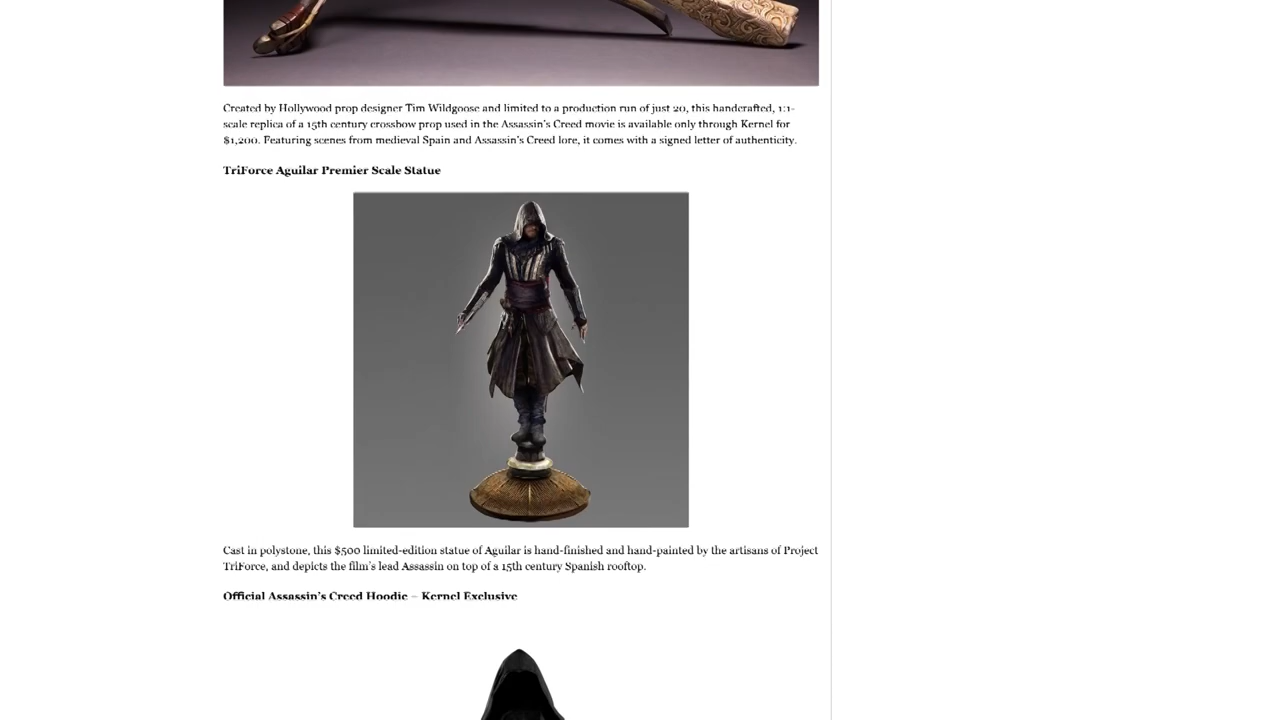 Created by Hollywood prop designer Tim Wildgoose and limited to a production run of just 20, this handcrafted, 1:1-
scale replica of a 15th century crossbow prop used in the Assassin's Creed movie is available only through Kernel for
$1,200. Featuring scenes from medieval Spain and Assassin's Creed lore, it comes with a signed letter of authenticity.
TriForce Aguilar Premier Scale Statue
Cast in polystone, this $500 limited-edition statue of Aguilar is hand-finished and hand-painted by the artisans of Project
TriForce, and depicts the film's lead Assassin on top of a 15th century Spanish rooftop.
Official Assassin's Creed Hoodie – Kernel Exclusive